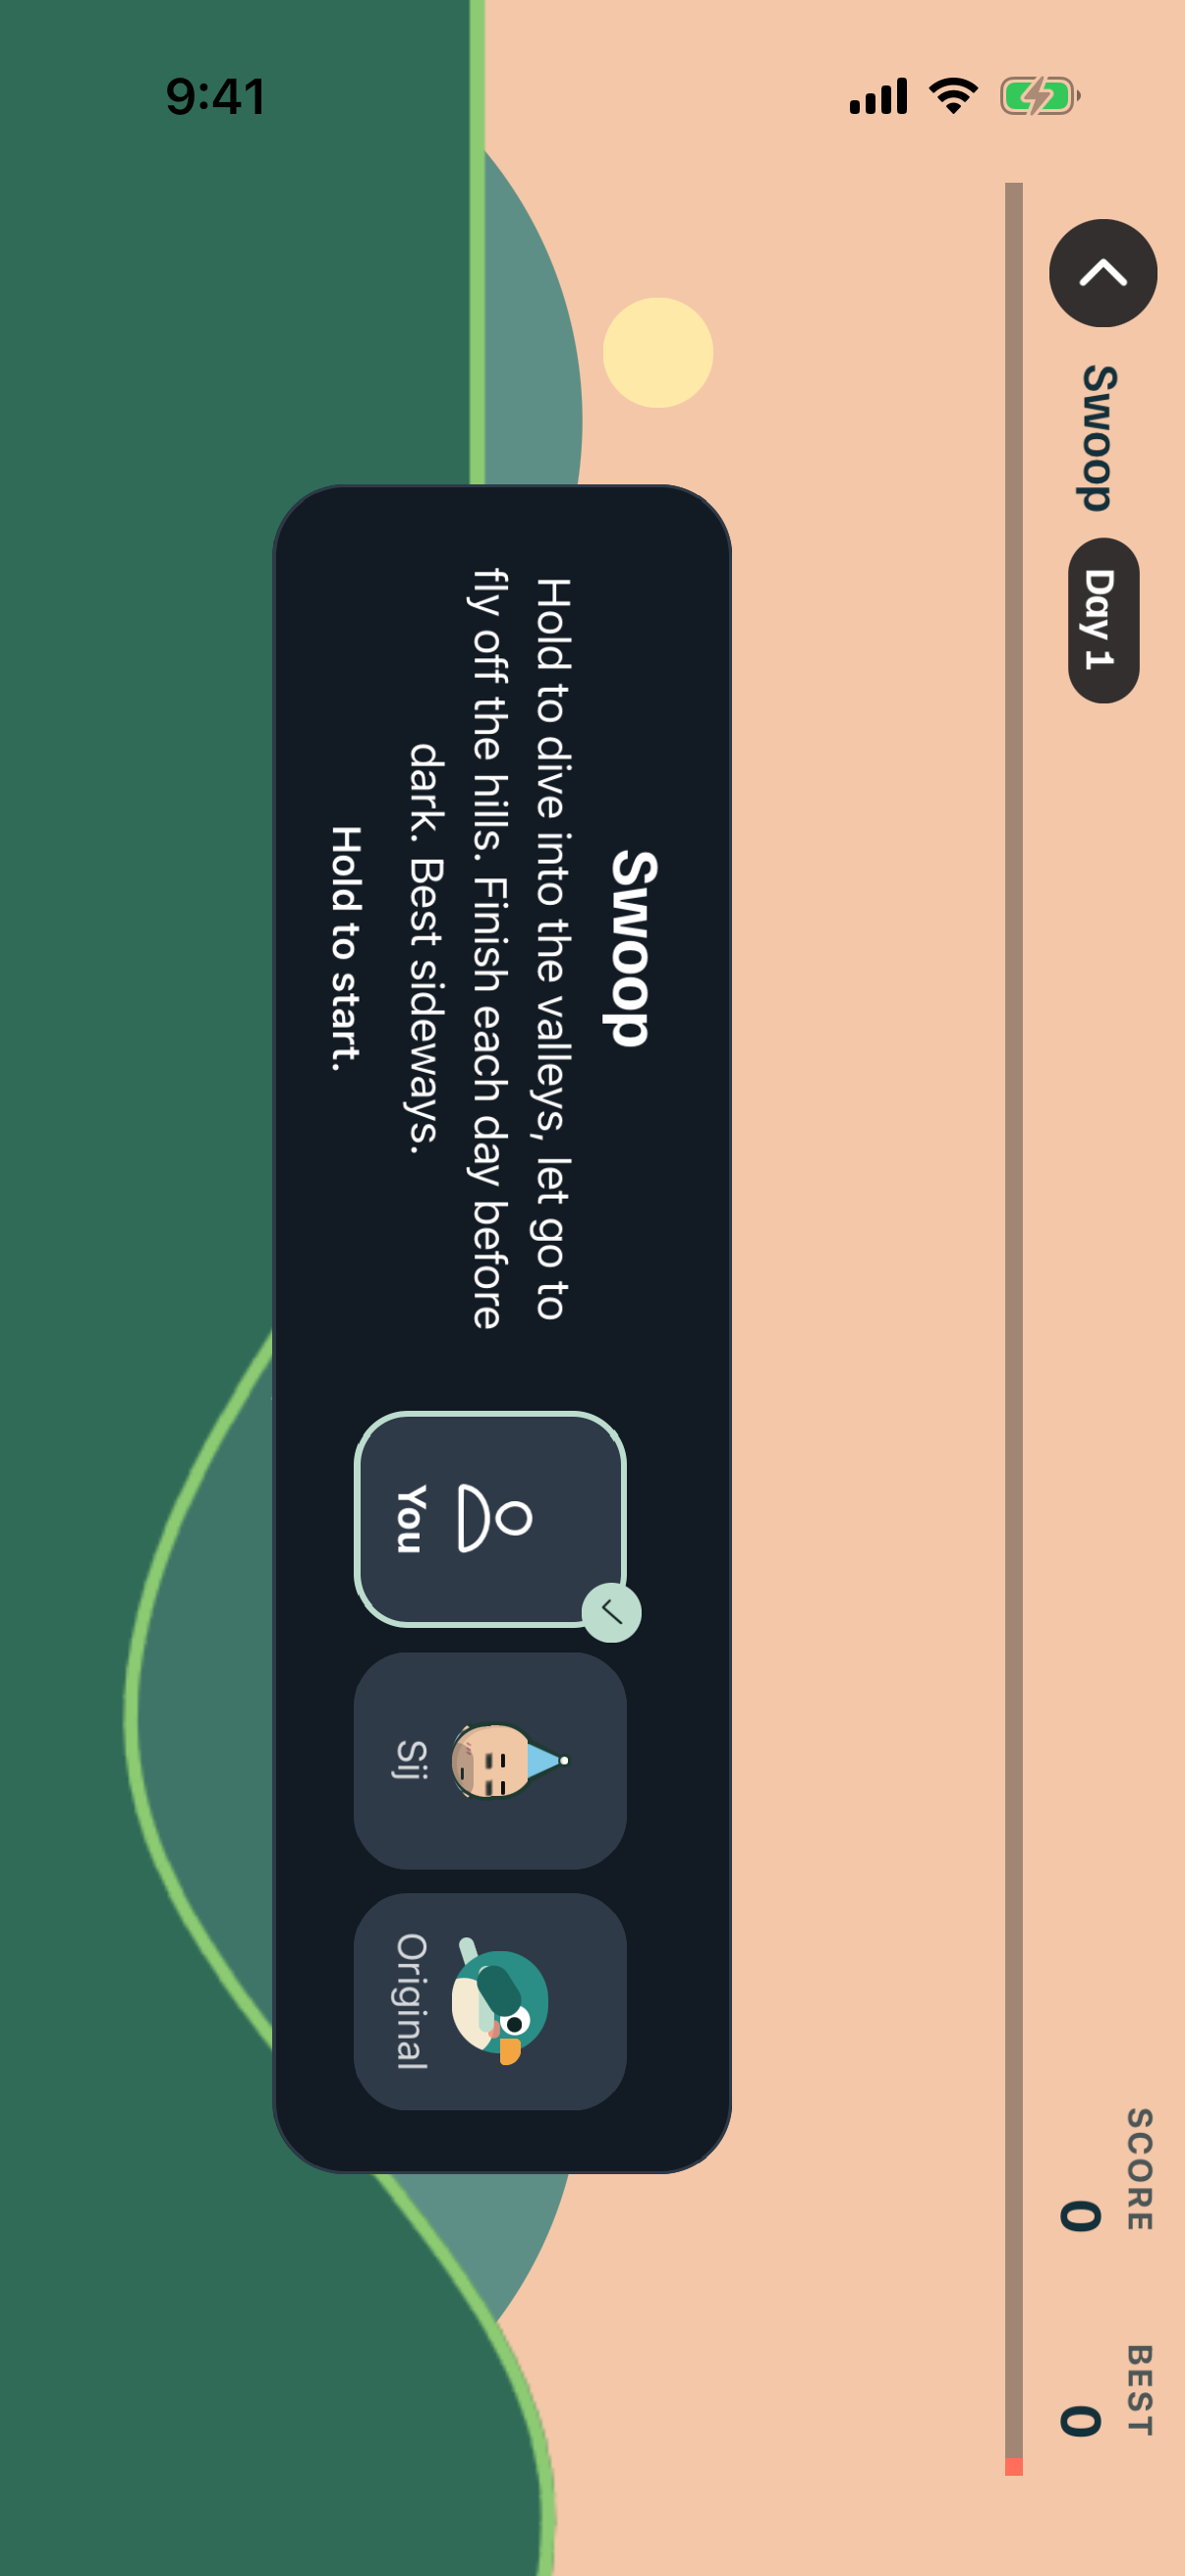 9:41
Swoop
Day 1
SCORE
0
BEST
0
Swoop
Hold to dive into the valleys, let go to
fly off the hills. Finish each day before
dark. Best sideways.
Hold to start.
You
Sij
Original